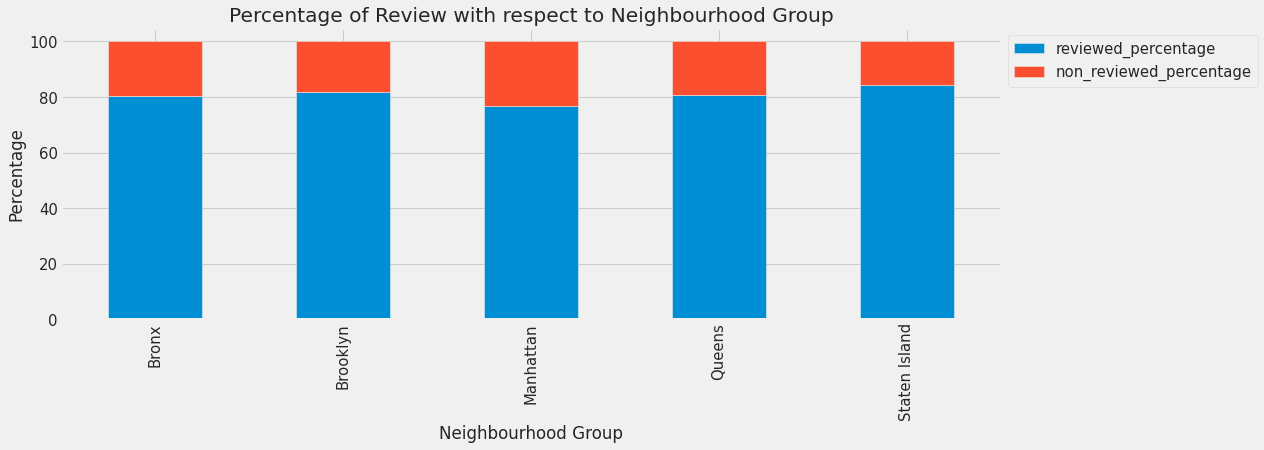 Percentage of Review with respect to Neighbourhood Group
reviewed_percentage
non_reviewed_percentage
Percentage
100
80
60
40
20
0
Bronx
Brooklyn
Manhattan
Queens
Staten Island
Neighbourhood Group